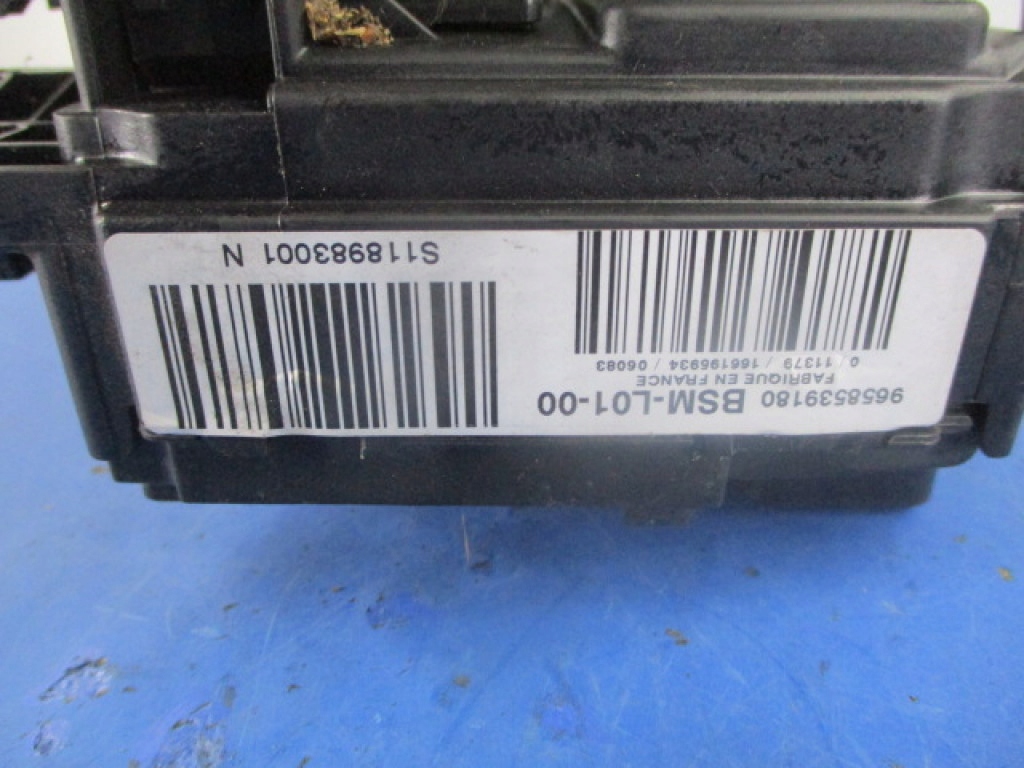 9658539180 BSM-L01-00
FABRIQUE EN FRANCE
0 / 11379 / 166196934 / 06083
S118983001 N